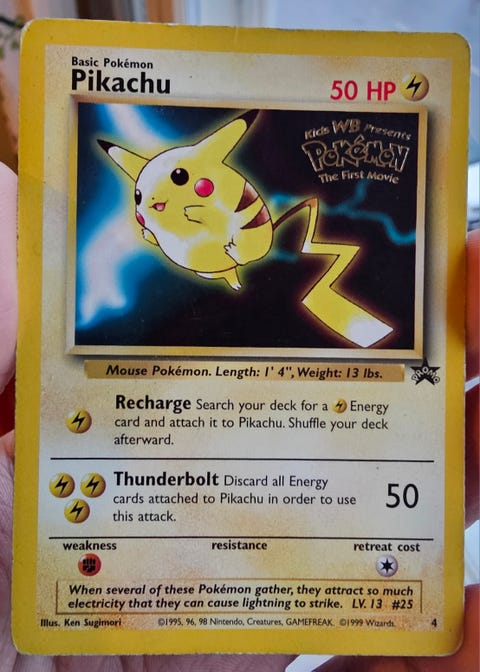 Basic Pokémon
Pikachu
50 HP
Kids WB Presents
POKéMON
The First Movie
Mouse Pokémon. Length: 1' 4", Weight: 13 lbs.
PROMO
Recharge Search your deck for a Energy
card and attach it to Pikachu. Shuffle your deck
afterward.
Thunderbolt Discard all Energy
cards attached to Pikachu in order to use
this attack.
50
weakness resistance retreat cost
When several of these Pokémon gather, they attract so much
electricity that they can cause lightning to strike. LV. 13 #25
Illus. Ken Sugimori ©1995, 96, 98 Nintendo, Creatures, GAMEFREAK. ©1999 Wizards. 4